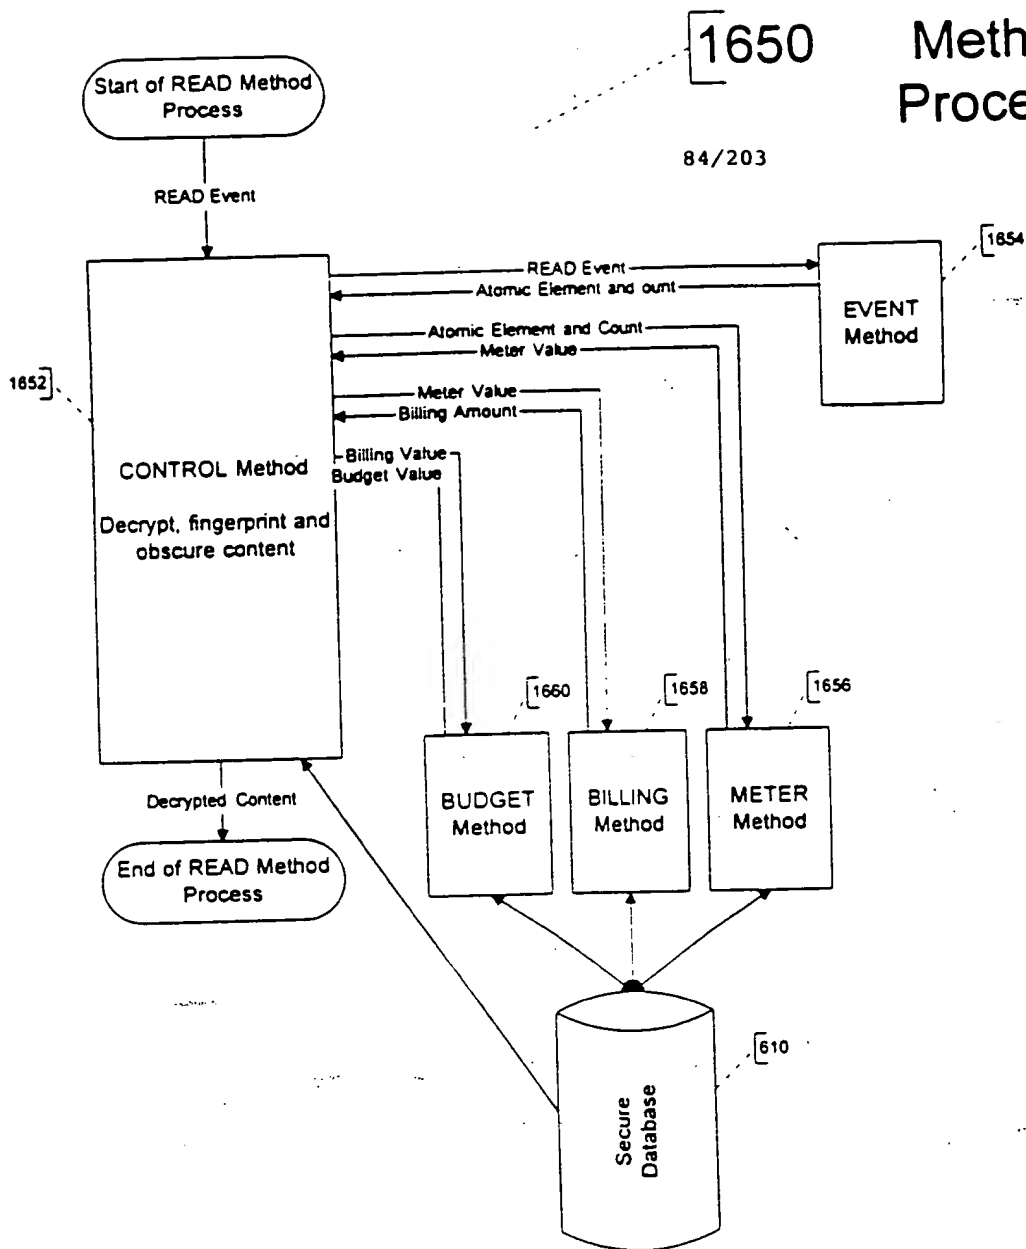 1650 Meth
Proce
84/203
Start of READ Method
Process
READ Event
1654
READ Event
Atomic Element and ount
EVENT
Method
Atomic Element and Count
Meter Value
1652
Meter Value
Billing Amount
Billing Value
Budget Value
CONTROL Method
Decrypt, fingerprint and
obscure content
1660
1658
1656
BUDGET
Method
BILLING
Method
METER
Method
Decrypted Content
End of READ Method
Process
610
Secure
Database